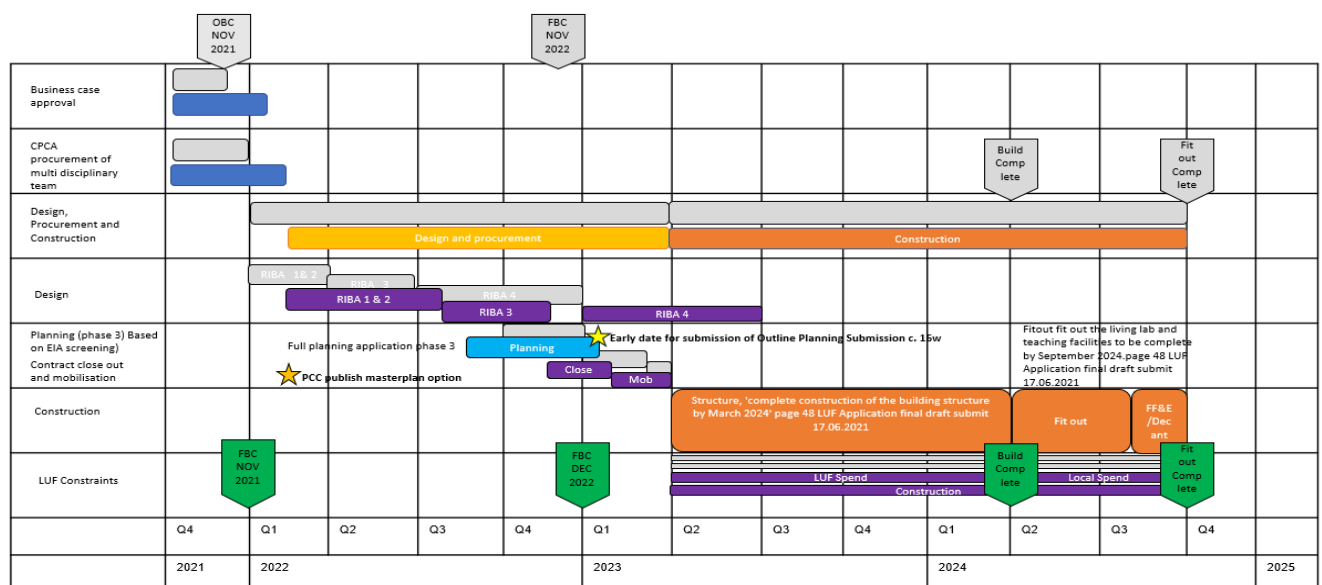 OBC
NOV
2021
FBC
NOV
2022
Business case
approval
CPCA
procurement of
multi disciplinary
team
Build
Comp
lete
Fit
out
Comp
lete
Design,
Procurement and
Construction
Design and procurement
Construction
Design
RIBA 1& 2
RIBA 3
RIBA 4
RIBA 1 & 2
RIBA 3
RIBA 4
Planning (phase 3) Based
on EIA screening)
Full planning application phase 3
Planning
Early date for submission of Outline Planning Submission c. 16w
Fitout fit out the living lab and
teaching facilities to be complete
by September 2024.page 48 LUF
Application final draft submit
17.06.2021
Contract close out
and mobilisation
PCC publish masterplan option
Close
Mob
Construction
Structure, 'complete construction of the building structure
by March 2024' page 48 LUF Application final draft submit
17.06.2021
Fit out
FF&E
/Dec
ant
LUF Constraints
FBC
NOV
2021
FBC
DEC
2022
Build
Comp
lete
Fit
out
Comp
lete
LUF Spend
Local Spend
Construction
Q4 Q1 Q2 Q3 Q4 Q1 Q2 Q3 Q4 Q1 Q2 Q3 Q4
2021 2022 2023 2024 2025